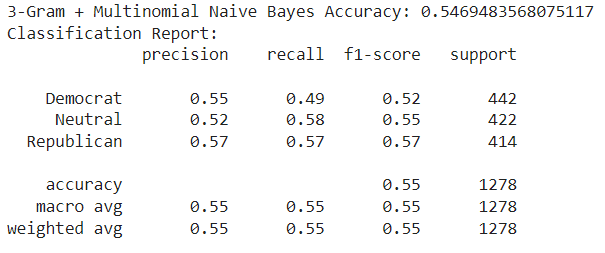 3-Gram + Multinomial Naive Bayes Accuracy: 0.5469483568075117
Classification Report:
precision recall f1-score support
Democrat 0.55 0.49 0.52 442
Neutral 0.52 0.58 0.55 422
Republican 0.57 0.57 0.57 414
accuracy 0.55 1278
macro avg 0.55 0.55 0.55 1278
weighted avg 0.55 0.55 0.55 1278